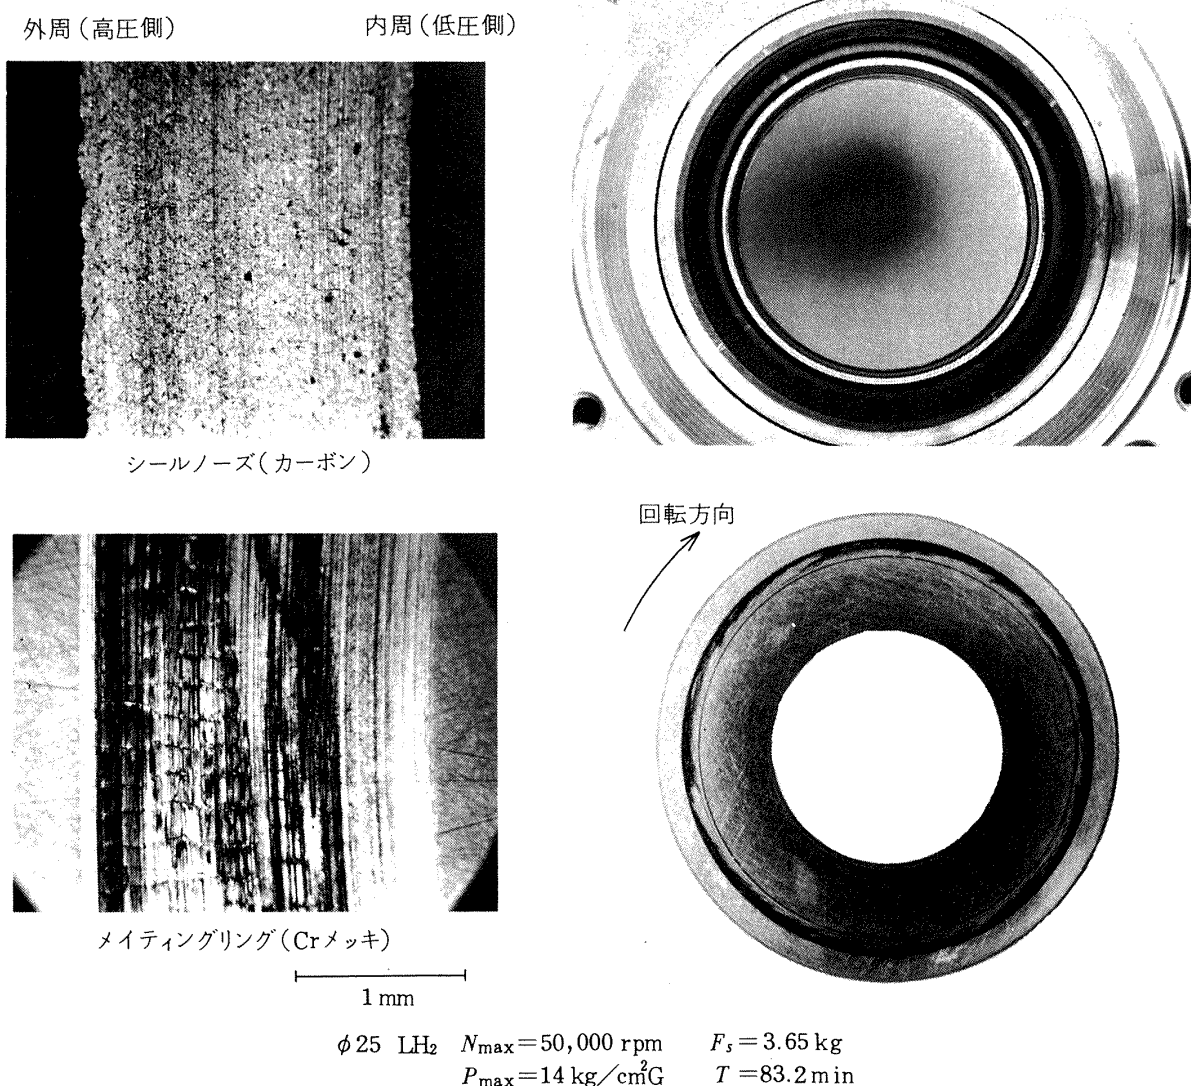 外周(高圧側)
内周(低圧側)
シールノーズ(カーボン)
回転方向
メイティングリング(Crメッキ)
1 mm
φ25 LH₂ Nmax=50,000 rpm Fs=3.65 kg
Pmax=14 kg/cm²G T=83.2 min